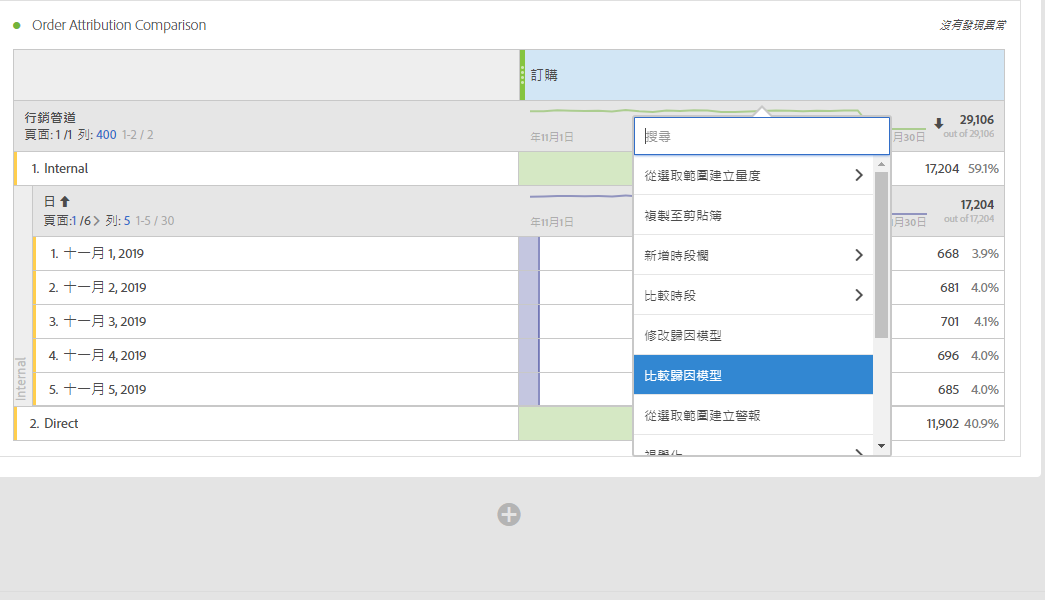 Order Attribution Comparison
沒有發現異常
訂購
行銷管道
頁面: 1 /1 列: 400 1-2 / 2
年11月1日
月30日
29,106
out of 29,106
1. Internal
17,204 59.1%
日
頁面:1 /6 列: 5 1-5 / 30
年11月1日
月30日
17,204
out of 17,204
1. 十一月 1, 2019
668 3.9%
2. 十一月 2, 2019
681 4.0%
3. 十一月 3, 2019
701 4.1%
4. 十一月 4, 2019
696 4.0%
5. 十一月 5, 2019
685 4.0%
Internal
2. Direct
11,902 40.9%
搜尋
從選取範圍建立量度
複製至剪貼簿
新增時段欄
比較時段
修改歸因模型
比較歸因模型
從選取範圍建立警報